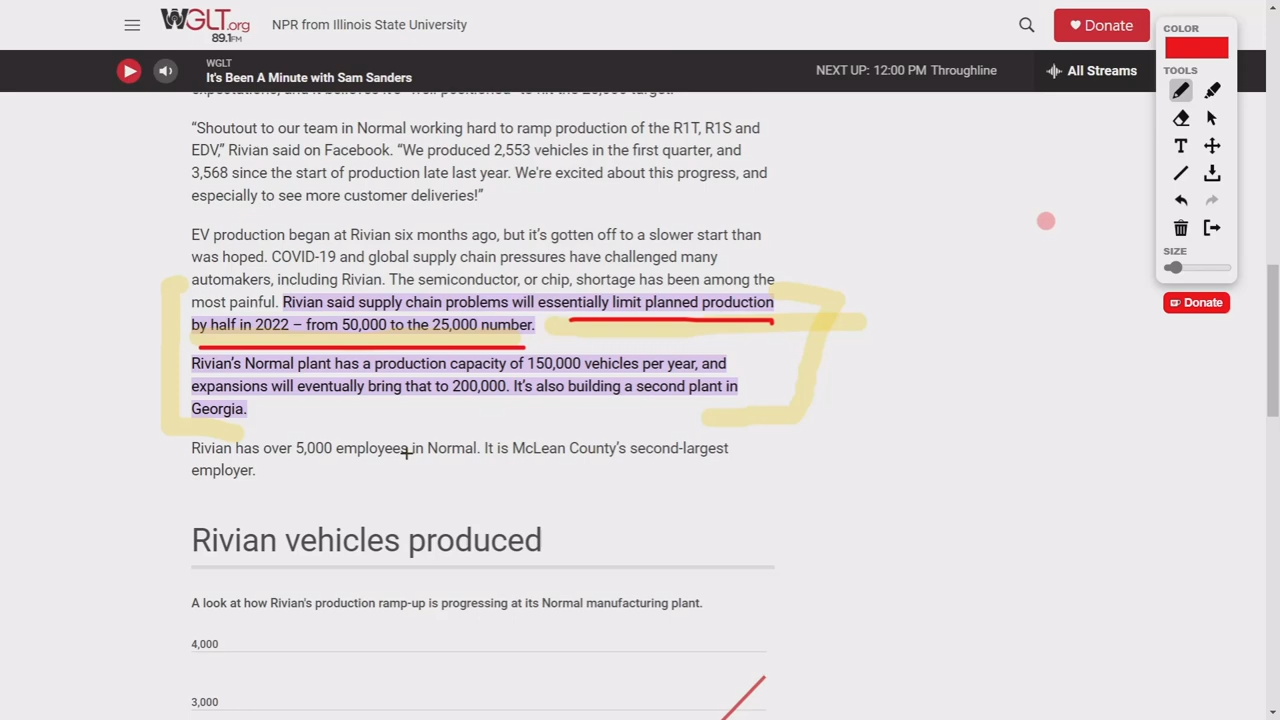 WGLT.org
89.1FM
NPR from Illinois State University
Donate
COLOR
WGLT
It's Been A Minute with Sam Sanders
NEXT UP: 12:00 PM Throughline
All Streams
TOOLS
“Shoutout to our team in Normal working hard to ramp production of the R1T, R1S and
EDV,” Rivian said on Facebook. “We produced 2,553 vehicles in the first quarter, and
3,568 since the start of production late last year. We're excited about this progress, and
especially to see more customer deliveries!”
EV production began at Rivian six months ago, but it’s gotten off to a slower start than
was hoped. COVID-19 and global supply chain pressures have challenged many
automakers, including Rivian. The semiconductor, or chip, shortage has been among the
most painful. Rivian said supply chain problems will essentially limit planned production
by half in 2022 – from 50,000 to the 25,000 number.
Rivian’s Normal plant has a production capacity of 150,000 vehicles per year, and
expansions will eventually bring that to 200,000. It’s also building a second plant in
Georgia.
Rivian has over 5,000 employees in Normal. It is McLean County’s second-largest
employer.
Rivian vehicles produced
A look at how Rivian's production ramp-up is progressing at its Normal manufacturing plant.
4,000
3,000
T
SIZE
Donate